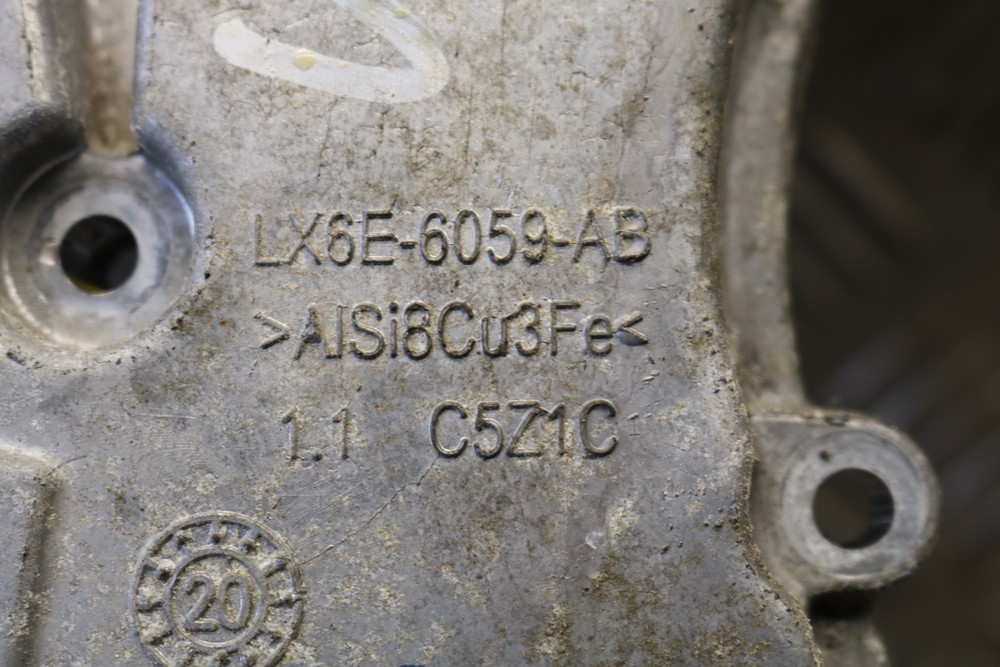 LX6E-6059-AB
>AlSi8Cu3Fe<
1.1 C5Z1C
20